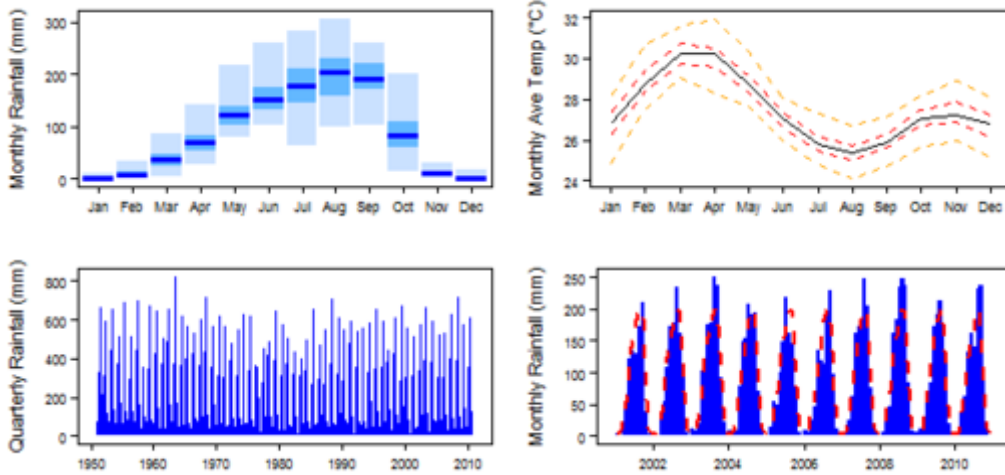 Monthly Rainfall (mm)
300
200
100
0
Jan Feb Mar Apr May Jun Jul Aug Sep Oct Nov Dec
Monthly Ave Temp (°C)
32
30
28
26
24
Jan Feb Mar Apr May Jun Jul Aug Sep Oct Nov Dec
Quarterly Rainfall (mm)
800
600
400
200
0
1950 1960 1970 1980 1990 2000 2010
Monthly Rainfall (mm)
250
200
150
100
50
0
2002 2004 2006 2008 2010